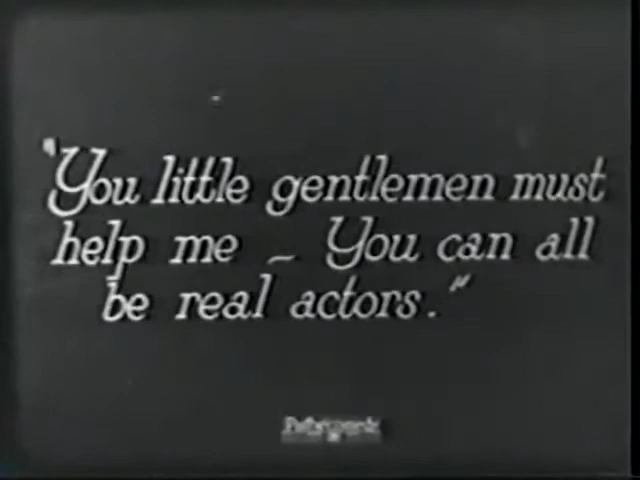 "You little gentlemen must
help me — You can all
be real actors."